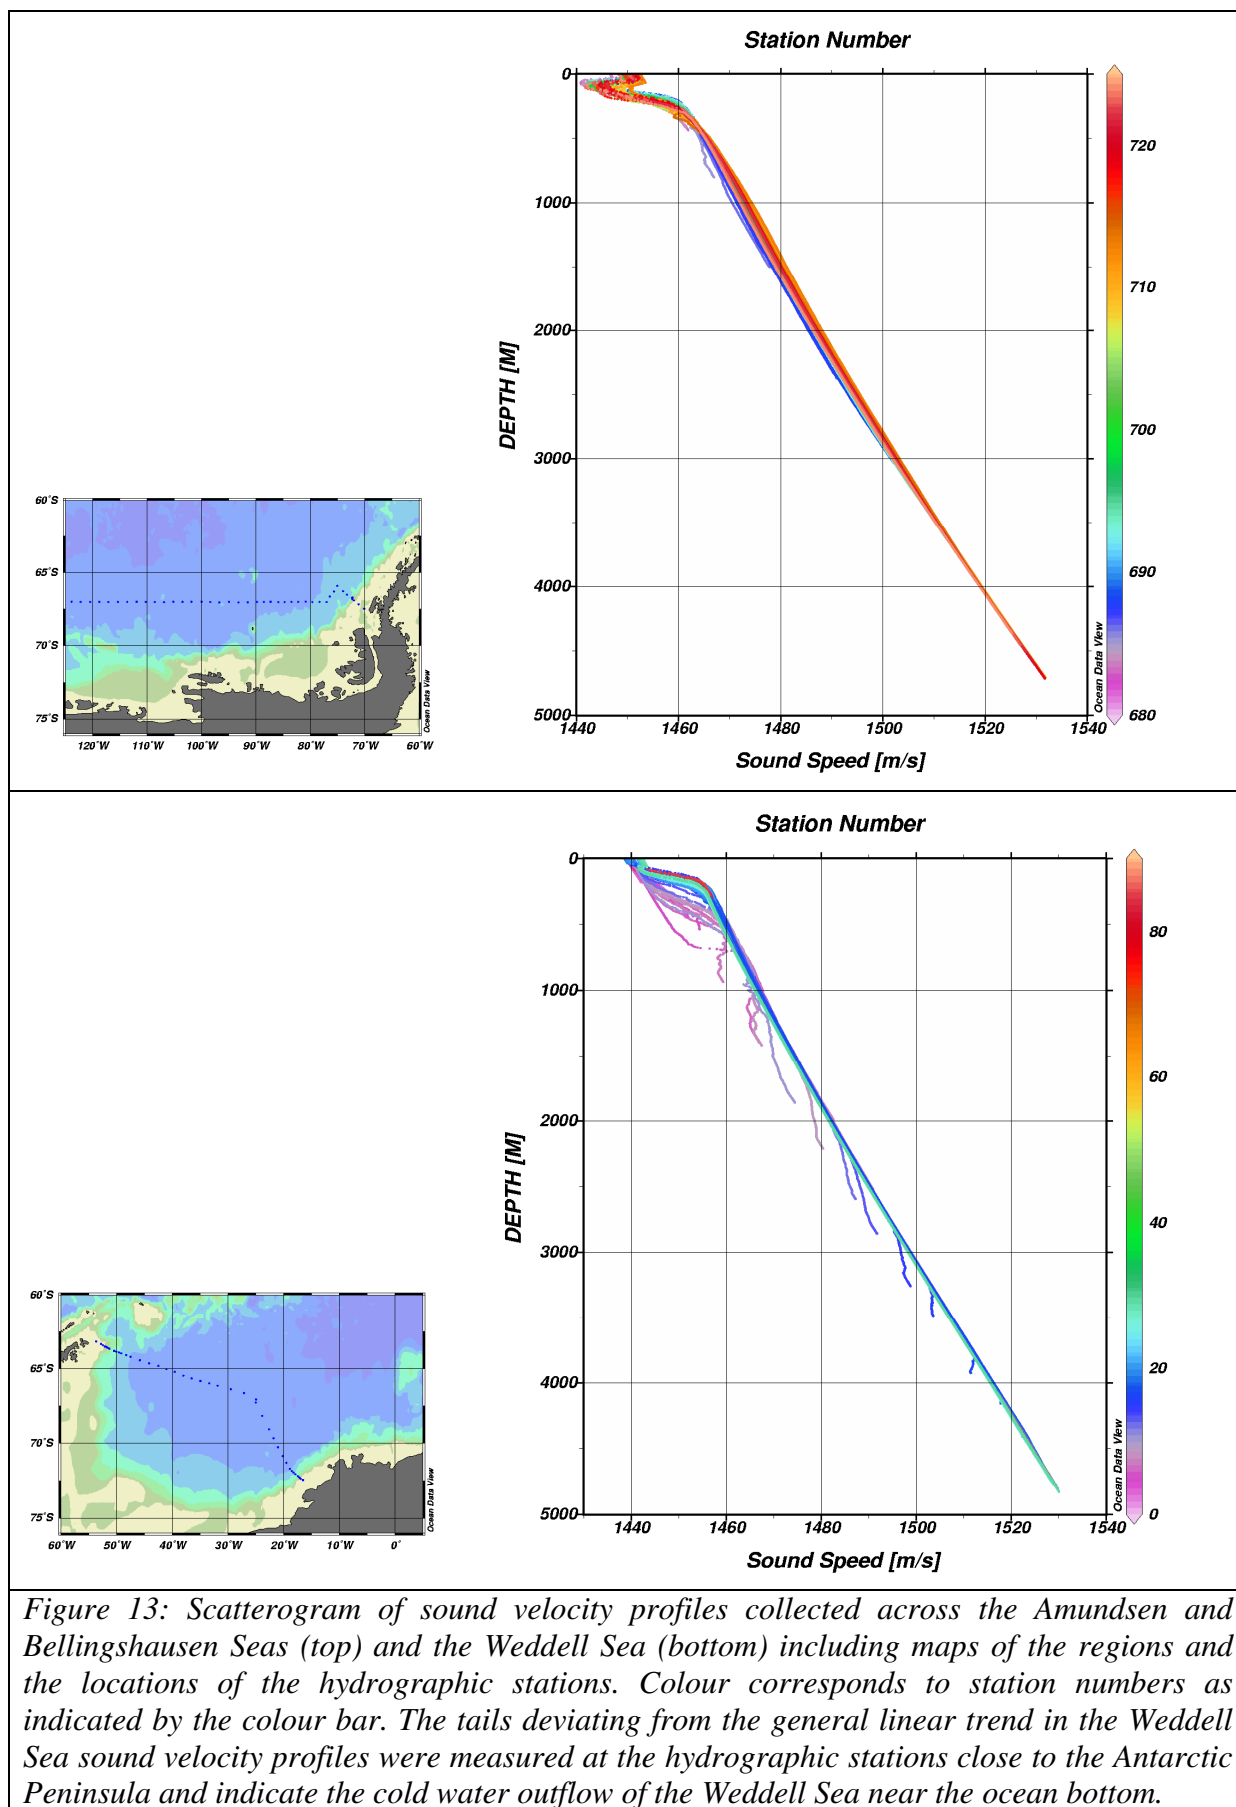 Station Number
0
1000
2000
3000
4000
5000
DEPTH [M]
1440
1460
1480
1500
1520
1540
Sound Speed [m/s]
720
710
700
690
680
Ocean Data View
60˚S
65˚S
70˚S
75˚S
120˚W
110˚W
100˚W
90˚W
80˚W
70˚W
60˚W
Ocean Data View
Station Number
0
1000
2000
3000
4000
5000
DEPTH [M]
1440
1460
1480
1500
1520
1540
Sound Speed [m/s]
80
60
40
20
0
Ocean Data View
60˚S
65˚S
70˚S
75˚S
60˚W
50˚W
40˚W
30˚W
20˚W
10˚W
0˚
Ocean Data View
Figure 13: Scatterogram of sound velocity profiles collected across the Amundsen and
Bellingshausen Seas (top) and the Weddell Sea (bottom) including maps of the regions and
the locations of the hydrographic stations. Colour corresponds to station numbers as
indicated by the colour bar. The tails deviating from the general linear trend in the Weddell
Sea sound velocity profiles were measured at the hydrographic stations close to the Antarctic
Peninsula and indicate the cold water outflow of the Weddell Sea near the ocean bottom.